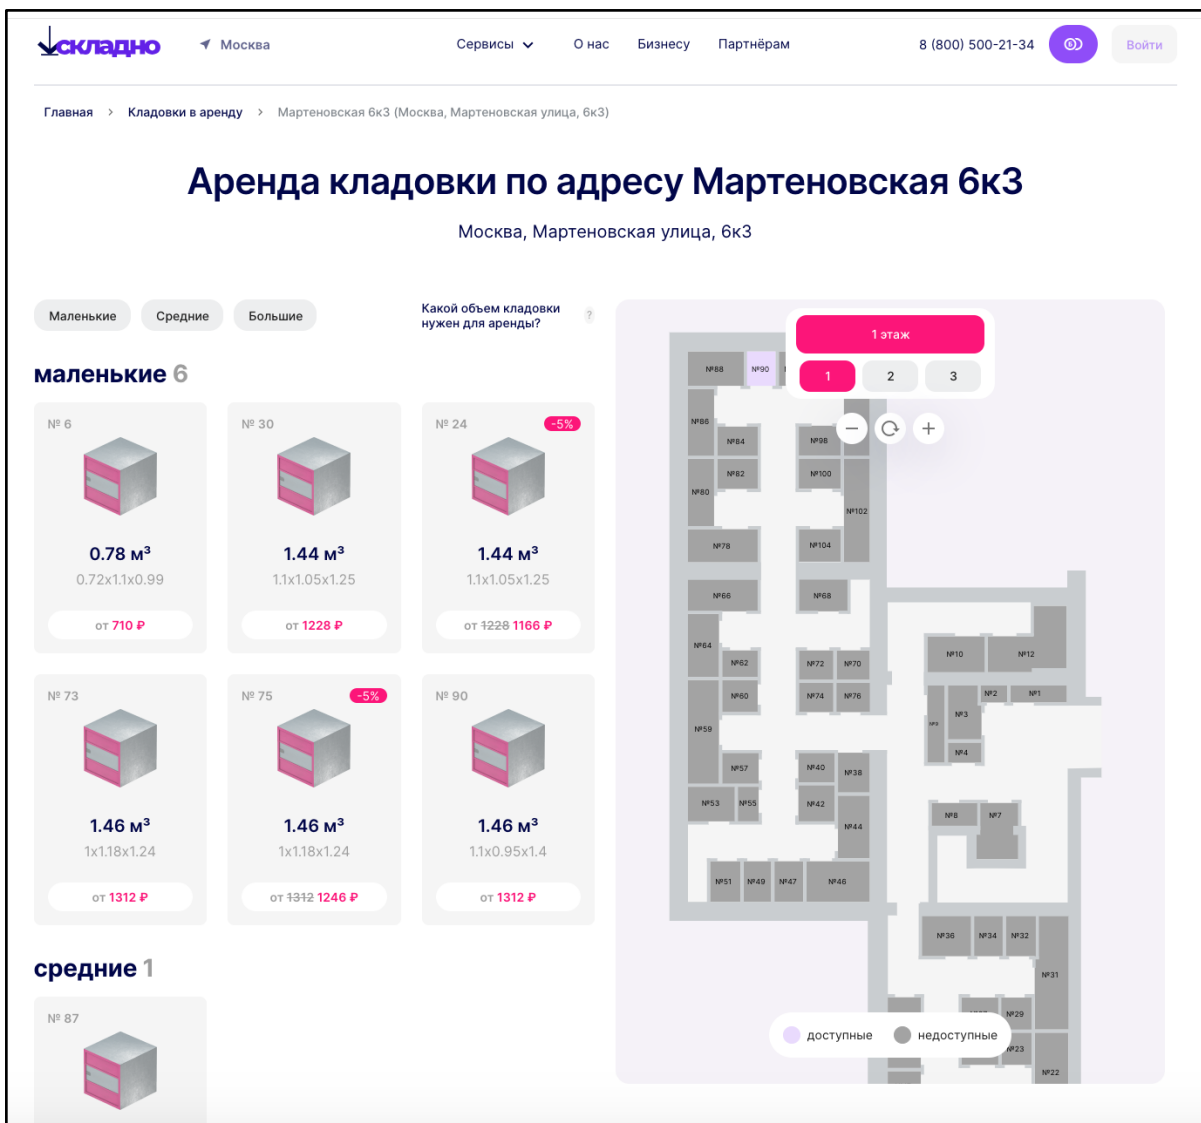 складно
Москва
Сервисы
О нас
Бизнесу
Партнёрам
8 (800) 500-21-34
Войти
Главная > Кладовки в аренду > Мартеновская 6к3 (Москва, Мартеновская улица, 6к3)
Аренда кладовки по адресу Мартеновская 6к3
Москва, Мартеновская улица, 6к3
Маленькие
Средние
Большие
Какой объем кладовки
нужен для аренды?
?
маленькие 6
№ 6
0.78 м³
0.72x1.1x0.99
от 710 ₽
№ 30
1.44 м³
1.1x1.05x1.25
от 1228 ₽
№ 24
-5%
1.44 м³
1.1x1.05x1.25
от 1228 1166 ₽
№ 73
1.46 м³
1x1.18x1.24
от 1312 ₽
№ 75
-5%
1.46 м³
1x1.18x1.24
от 1312 1246 ₽
№ 90
1.46 м³
1.1x0.95x1.4
от 1312 ₽
средние 1
№ 87
1 этаж
1
2
3
№88
№90
№86
№84
№98
№82
№100
№80
№102
№78
№104
№66
№68
№64
№62
№72
№70
№10
№12
№60
№74
№76
№2
№1
№3
№59
№4
№57
№40
№38
№53
№55
№42
№44
№8
№7
№51
№49
№47
№46
№36
№34
№32
№31
№29
№23
№22
доступные
недоступные